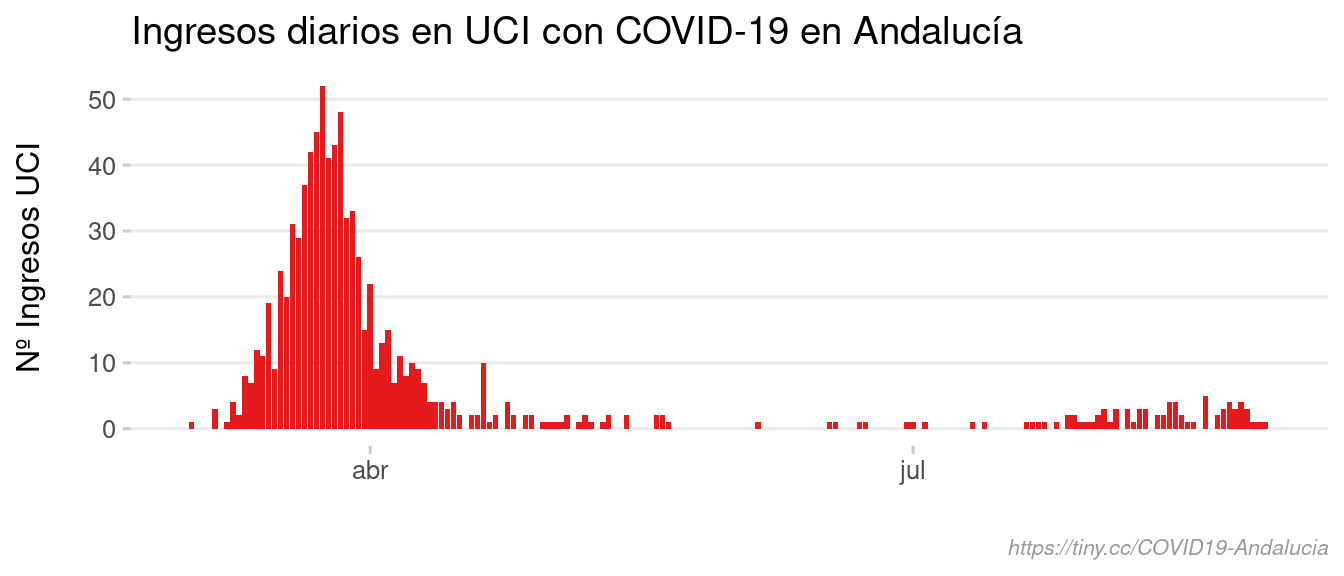 Ingresos diarios en UCI con COVID-19 en Andalucía
Nº Ingresos UCI
50
40
30
20
10
0
abr
jul
https://tiny.cc/COVID19-Andalucia